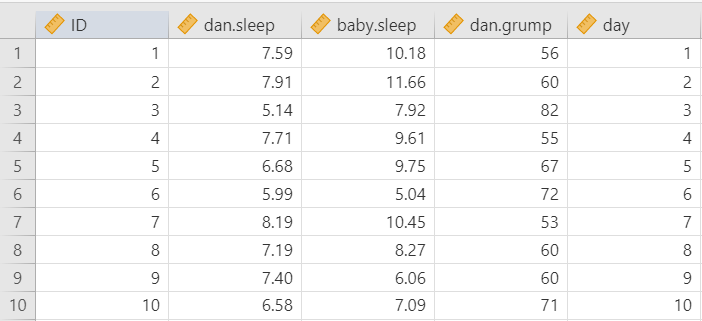 ID dan.sleep baby.sleep dan.grump day
1 1 7.59 10.18 56 1
2 2 7.91 11.66 60 2
3 3 5.14 7.92 82 3
4 4 7.71 9.61 55 4
5 5 6.68 9.75 67 5
6 6 5.99 5.04 72 6
7 7 8.19 10.45 53 7
8 8 7.19 8.27 60 8
9 9 7.40 6.06 60 9
10 10 6.58 7.09 71 10